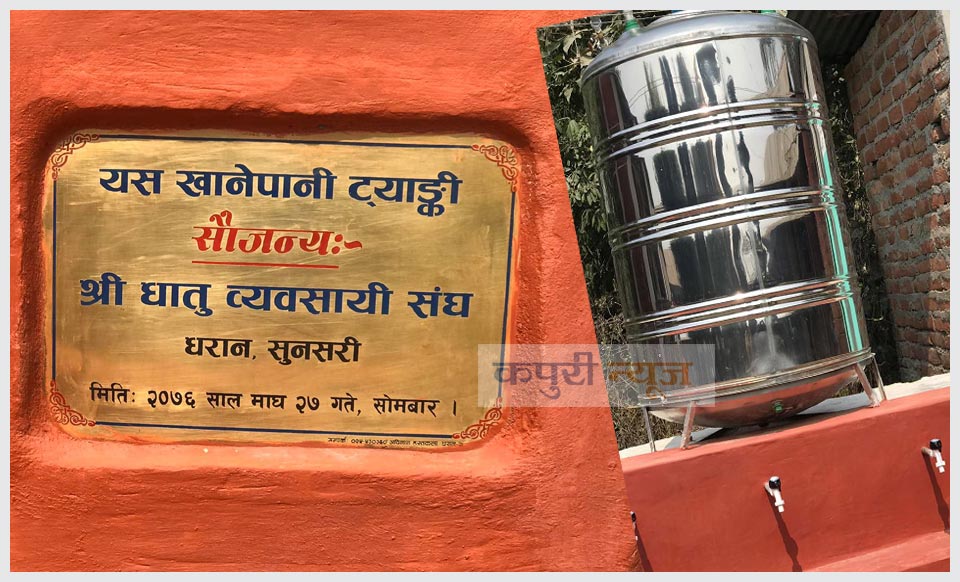 यस खानेपानी ट्याङ्की
सौजन्यः-
श्री धातु व्यवसायी संघ
धरान, सुनसरी
मितिः २०७६ साल माघ २७ गते, सोमबार ।
कपुरी न्यूज